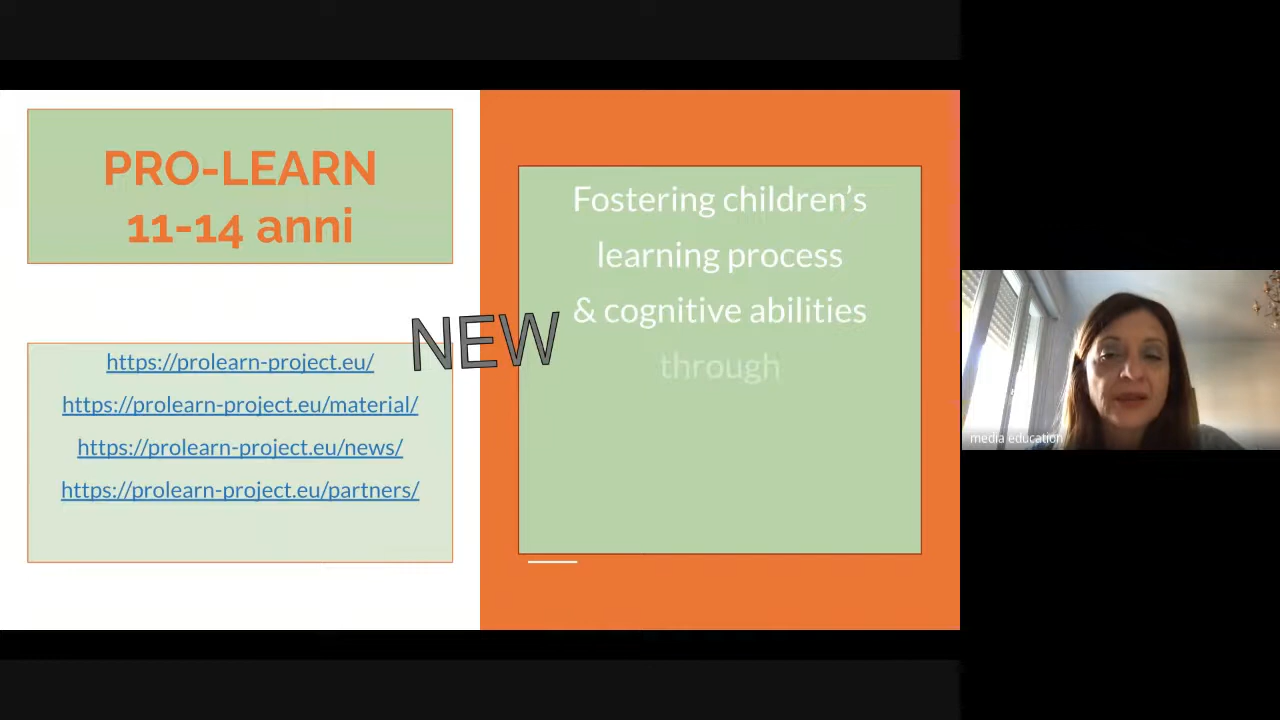 PRO-LEARN
11-14 anni
https://prolearn-project.eu/
https://prolearn-project.eu/material/
https://prolearn-project.eu/news/
https://prolearn-project.eu/partners/
NEW
Fostering children’s
learning process
& cognitive abilities
through
media education